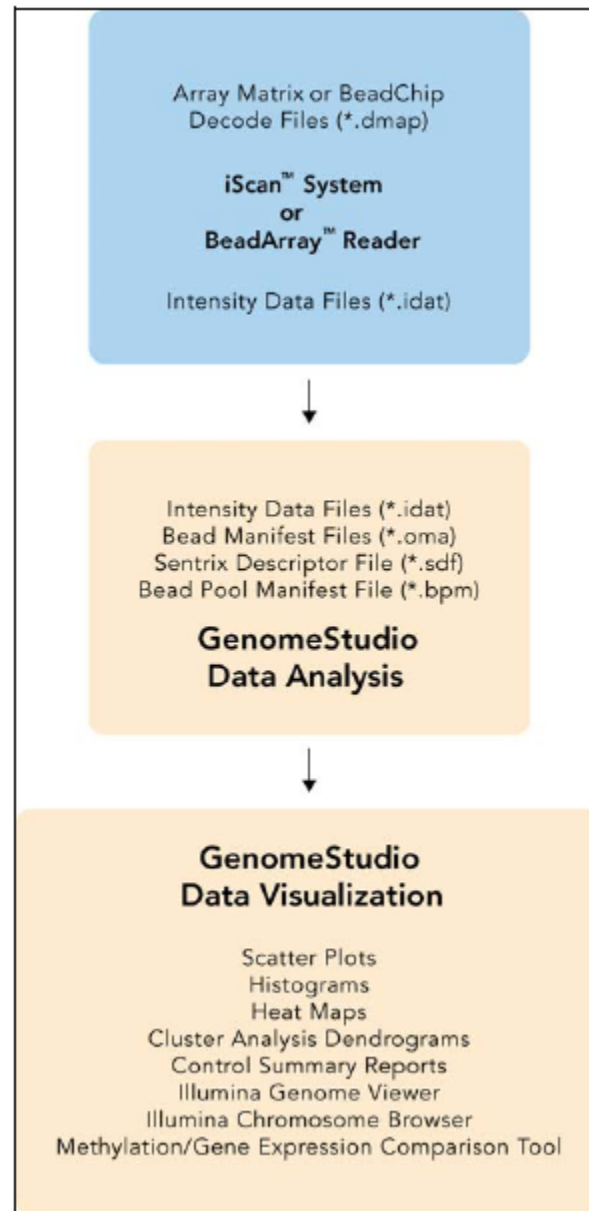 Array Matrix or BeadChip
Decode Files (*.dmap)
iScan™ System
or
BeadArray™ Reader
Intensity Data Files (*.idat)
Intensity Data Files (*.idat)
Bead Manifest Files (*.oma)
Sentrix Descriptor File (*.sdf)
Bead Pool Manifest File (*.bpm)
GenomeStudio
Data Analysis
GenomeStudio
Data Visualization
Scatter Plots
Histograms
Heat Maps
Cluster Analysis Dendrograms
Control Summary Reports
Illumina Genome Viewer
Illumina Chromosome Browser
Methylation/Gene Expression Comparison Tool